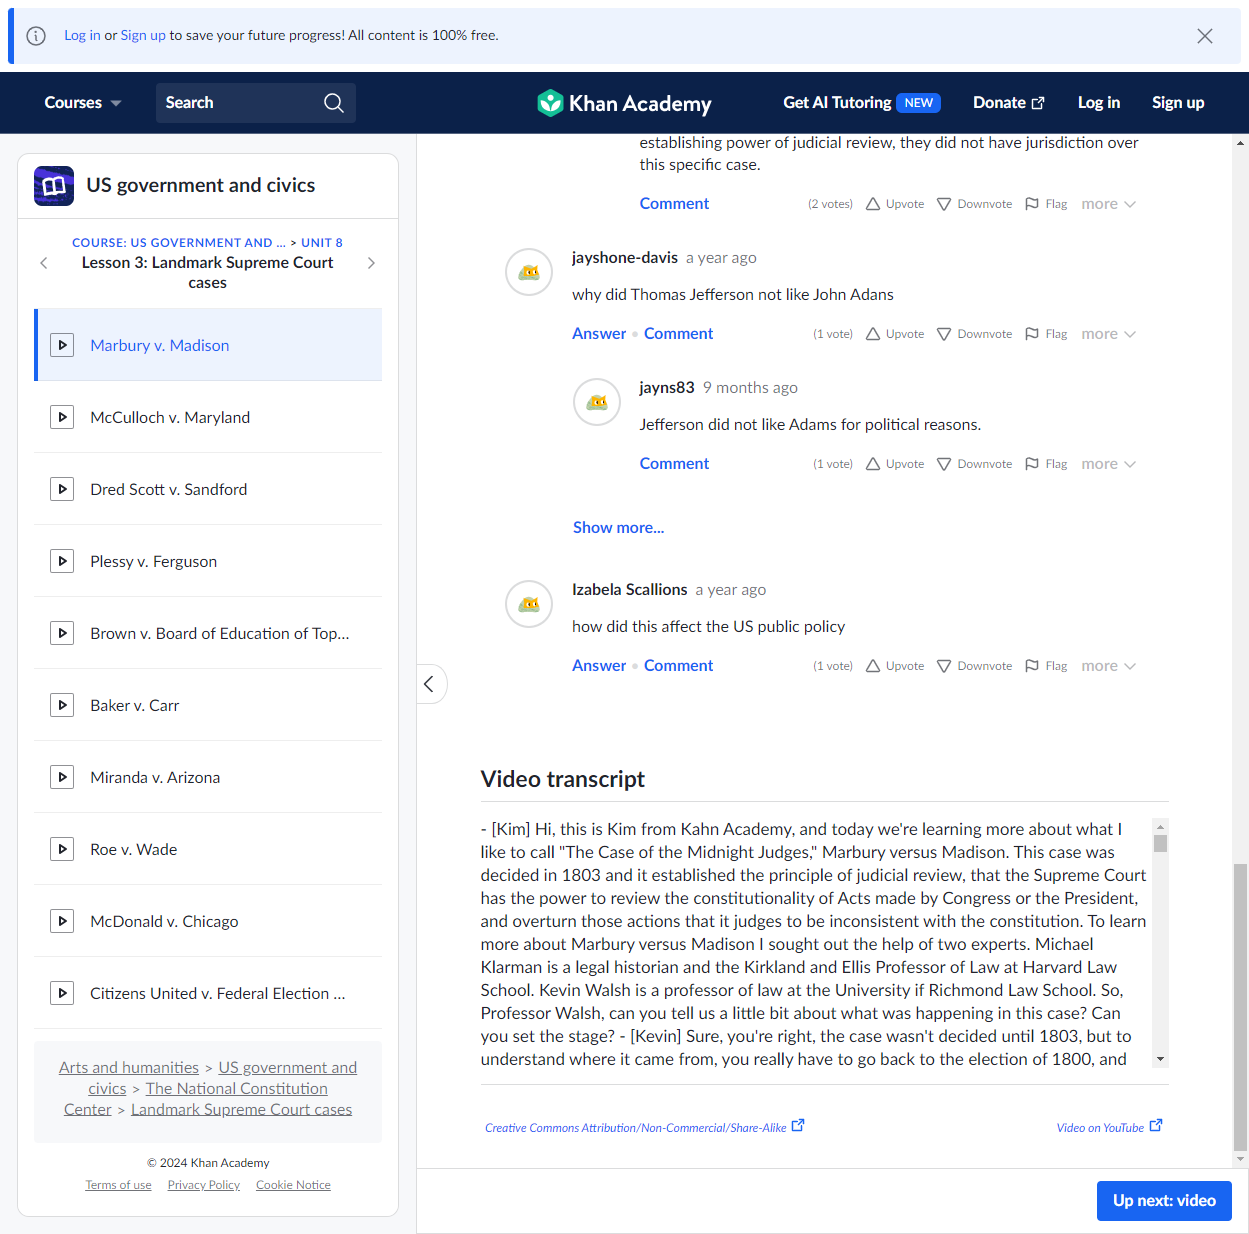 Log in or Sign up to save your future progress! All content is 100% free.
Courses
Search
Khan Academy
Get AI Tutoring NEW
Donate
Log in
Sign up
US government and civics
COURSE: US GOVERNMENT AND ... > UNIT 8
Lesson 3: Landmark Supreme Court
cases
Marbury v. Madison
McCulloch v. Maryland
Dred Scott v. Sandford
Plessy v. Ferguson
Brown v. Board of Education of Top...
Baker v. Carr
Miranda v. Arizona
Roe v. Wade
McDonald v. Chicago
Citizens United v. Federal Election ...
Arts and humanities > US government and
civics > The National Constitution
Center > Landmark Supreme Court cases
© 2024 Khan Academy
Terms of use Privacy Policy Cookie Notice
establishing power of judicial review, they did not have jurisdiction over
this specific case.
Comment (2 votes) Upvote Downvote Flag more
jayshone-davis a year ago
why did Thomas Jefferson not like John Adans
Answer • Comment (1 vote) Upvote Downvote Flag more
jayns83 9 months ago
Jefferson did not like Adams for political reasons.
Comment (1 vote) Upvote Downvote Flag more
Show more...
Izabela Scallions a year ago
how did this affect the US public policy
Answer • Comment (1 vote) Upvote Downvote Flag more
Video transcript
- [Kim] Hi, this is Kim from Kahn Academy, and today we're learning more about what I
like to call "The Case of the Midnight Judges," Marbury versus Madison. This case was
decided in 1803 and it established the principle of judicial review, that the Supreme Court
has the power to review the constitutionality of Acts made by Congress or the President,
and overturn those actions that it judges to be inconsistent with the constitution. To learn
more about Marbury versus Madison I sought out the help of two experts. Michael
Klarman is a legal historian and the Kirkland and Ellis Professor of Law at Harvard Law
School. Kevin Walsh is a professor of law at the University if Richmond Law School. So,
Professor Walsh, can you tell us a little bit about what was happening in this case? Can
you set the stage? - [Kevin] Sure, you're right, the case wasn't decided until 1803, but to
understand where it came from, you really have to go back to the election of 1800, and
Creative Commons Attribution/Non-Commercial/Share-Alike
Video on YouTube
Up next: video